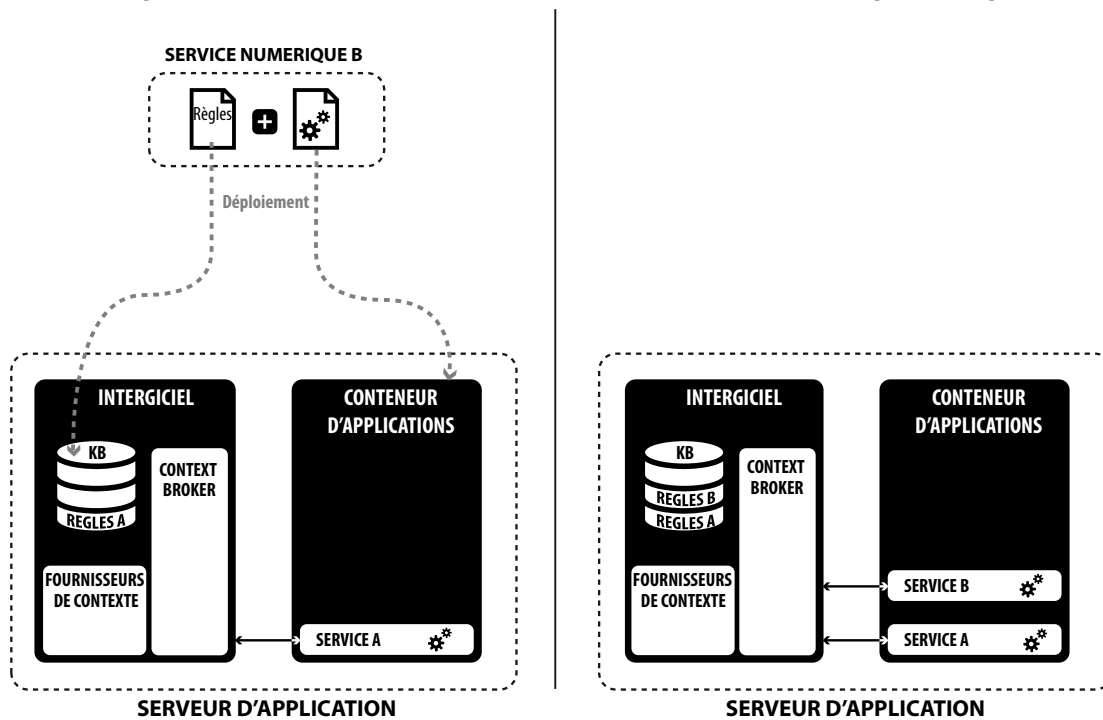 SERVICE NUMERIQUE B
Règles
Déploiement
INTERGICIEL
KB
REGLES A
CONTEXT
BROKER
FOURNISSEURS
DE CONTEXTE
CONTENEUR
D'APPLICATIONS
SERVICE A
SERVEUR D'APPLICATION
INTERGICIEL
KB
REGLES B
REGLES A
CONTEXT
BROKER
FOURNISSEURS
DE CONTEXTE
CONTENEUR
D'APPLICATIONS
SERVICE B
SERVICE A
SERVEUR D'APPLICATION